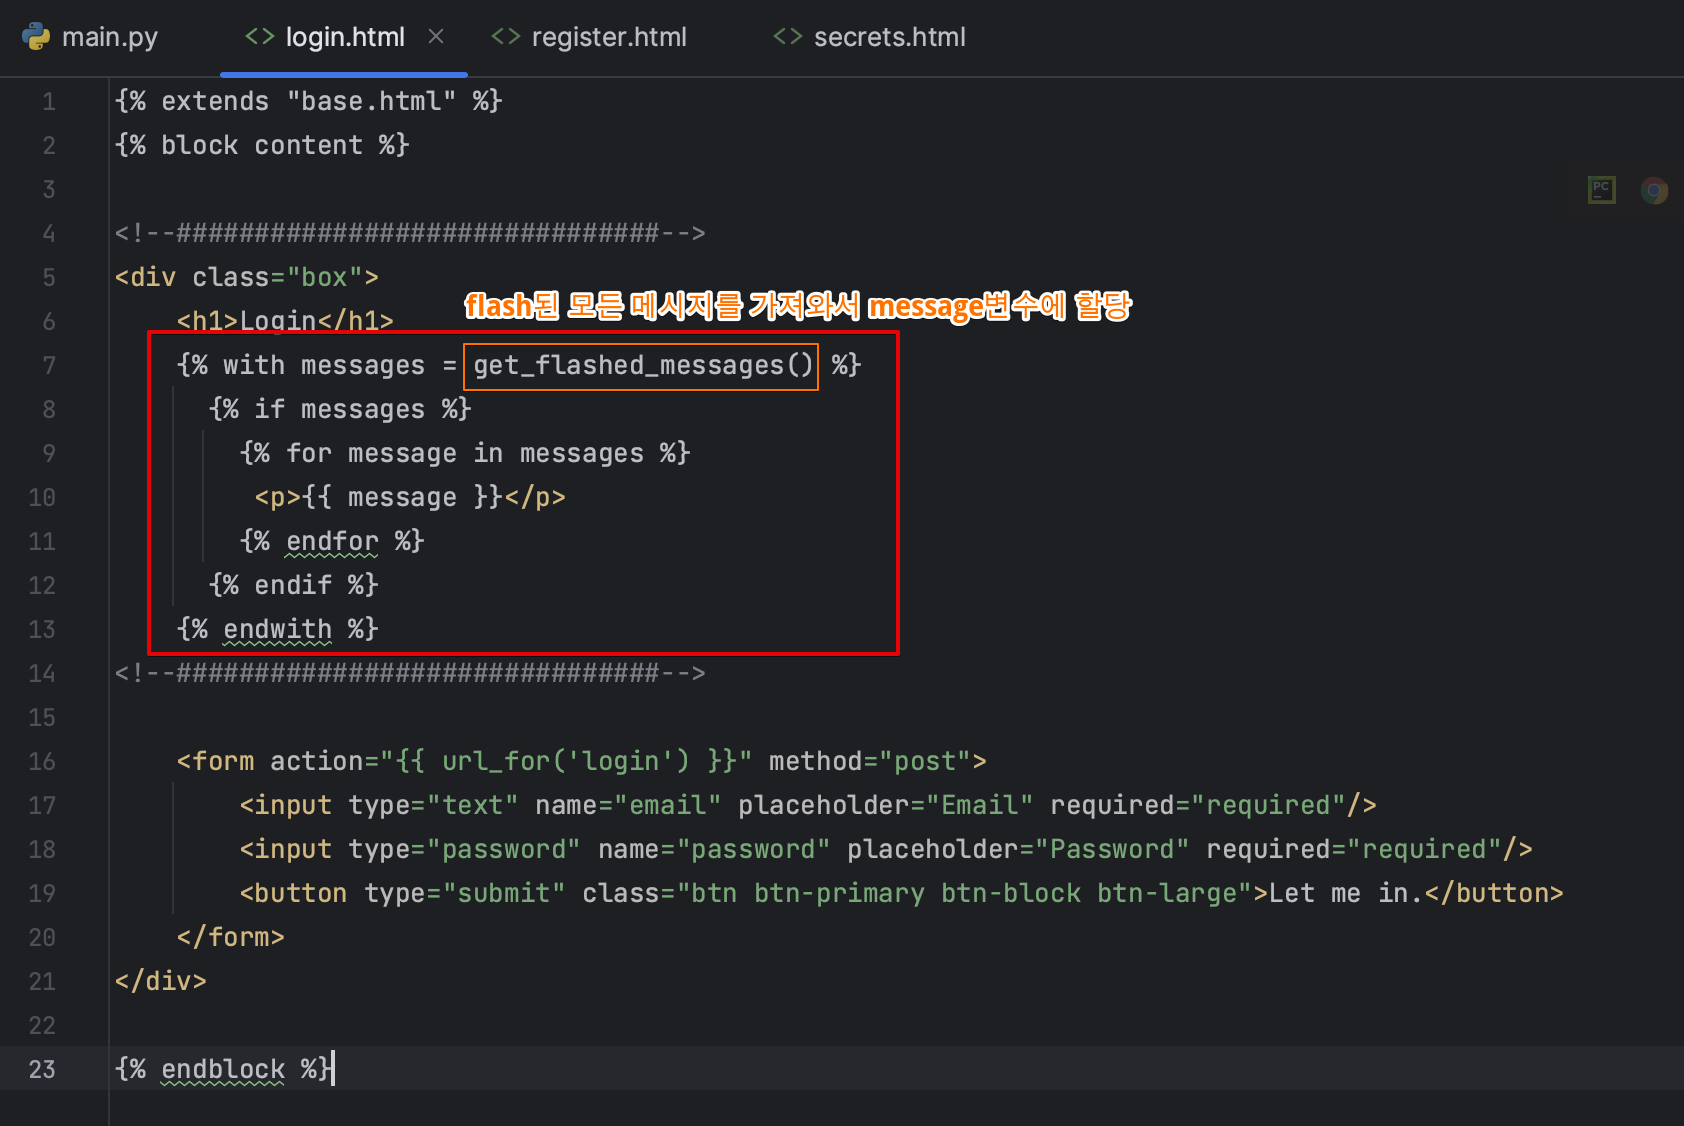 main.py login.html register.html secrets.html
1 {% extends "base.html" %}
2 {% block content %}
3
PC
4 <!--###############################-->
5 <div class="box">
flash된 모든 메시지를 가져와서 message변수에 할당
6     <h1>Login</h1>
7     {% with messages = get_flashed_messages() %}
8       {% if messages %}
9         {% for message in messages %}
10          <p>{{ message }}</p>
11         {% endfor %}
12       {% endif %}
13     {% endwith %}
14 <!--###############################-->
15
16     <form action="{{ url_for('login') }}" method="post">
17         <input type="text" name="email" placeholder="Email" required="required"/>
18         <input type="password" name="password" placeholder="Password" required="required"/>
19         <button type="submit" class="btn btn-primary btn-block btn-large">Let me in.</button>
20     </form>
21 </div>
22
23 {% endblock %}